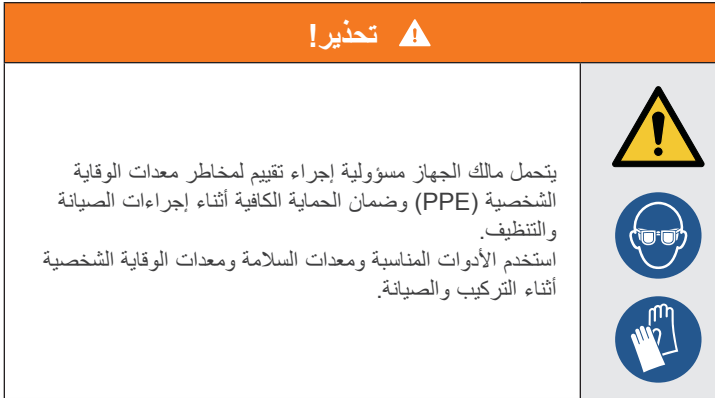 تحذير!
يتحمل مالك الجهاز مسؤولية إجراء تقييم لمخاطر معدات الوقاية
الشخصية (PPE) وضمان الحماية الكافية أثناء إجراءات الصيانة
والتنظيف.
استخدم الأدوات المناسبة ومعدات السلامة ومعدات الوقاية الشخصية
أثناء التركيب والصيانة.